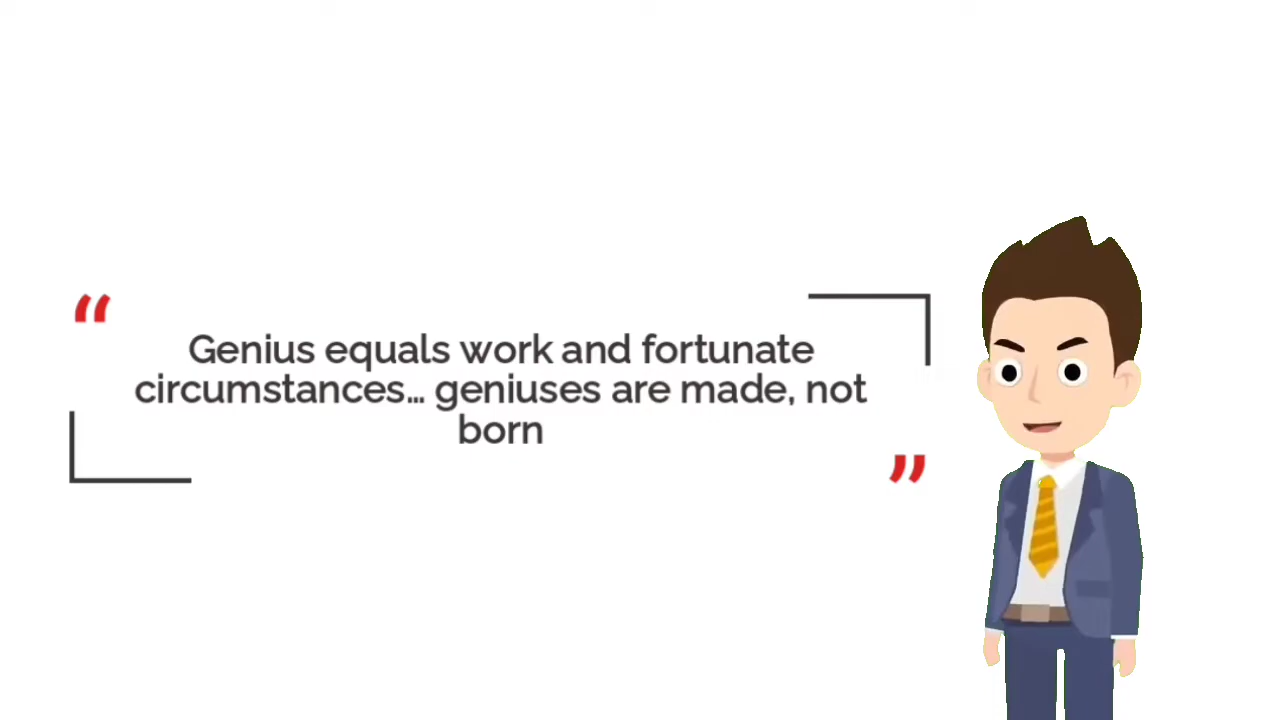 “
Genius equals work and fortunate
circumstances... geniuses are made, not
born
”